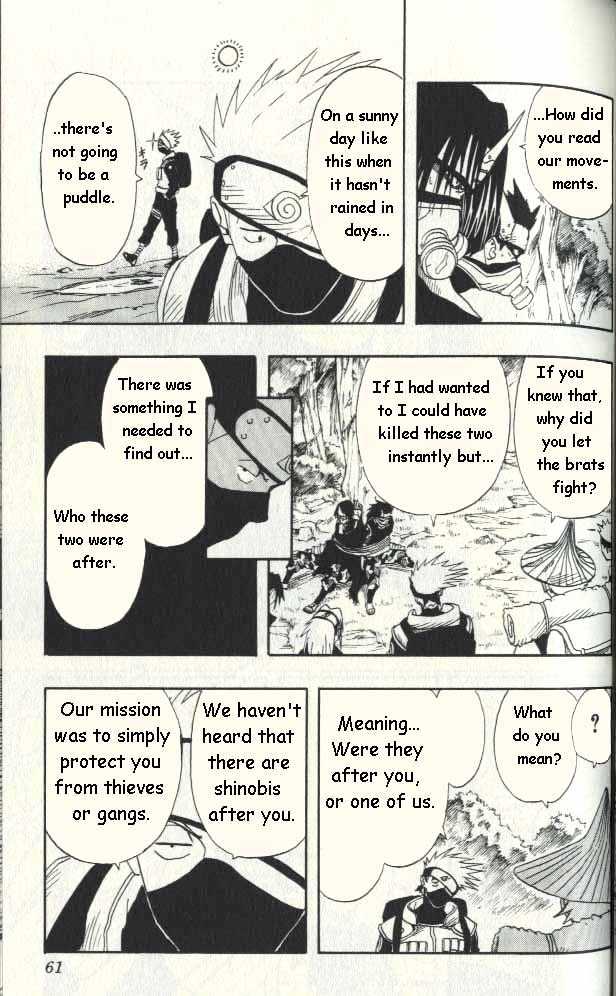 ...How did
you read
our move-
ments.
On a sunny
day like
this when
it hasn't
rained in
days...
..there's
not going
to be a
puddle.
キラ
If you
knew that,
why did
you let
the brats
fight?
If I had wanted
to I could have
killed these two
instantly but...
There was
something I
needed to
find out...
Who these
two were
after.
?
What
do you
mean?
Meaning...
Were they
after you,
or one of us.
We haven't
heard that
there are
shinobis
after you.
Our mission
was to simply
protect you
from thieves
or gangs.
61